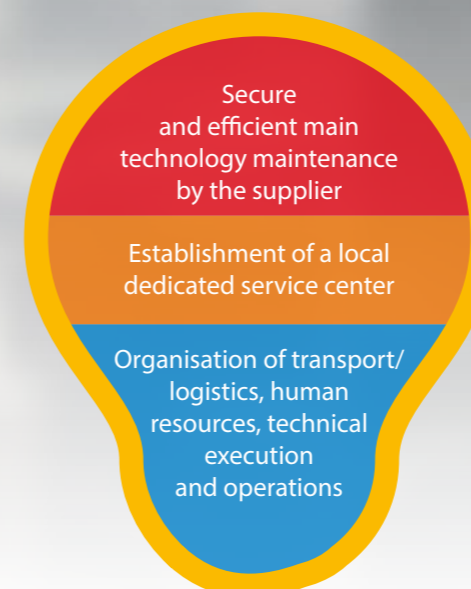 Secure
and efficient main
technology maintenance
by the supplier
Establishment of a local
dedicated service center
Organisation of transport/
logistics, human
resources, technical
execution
and operations